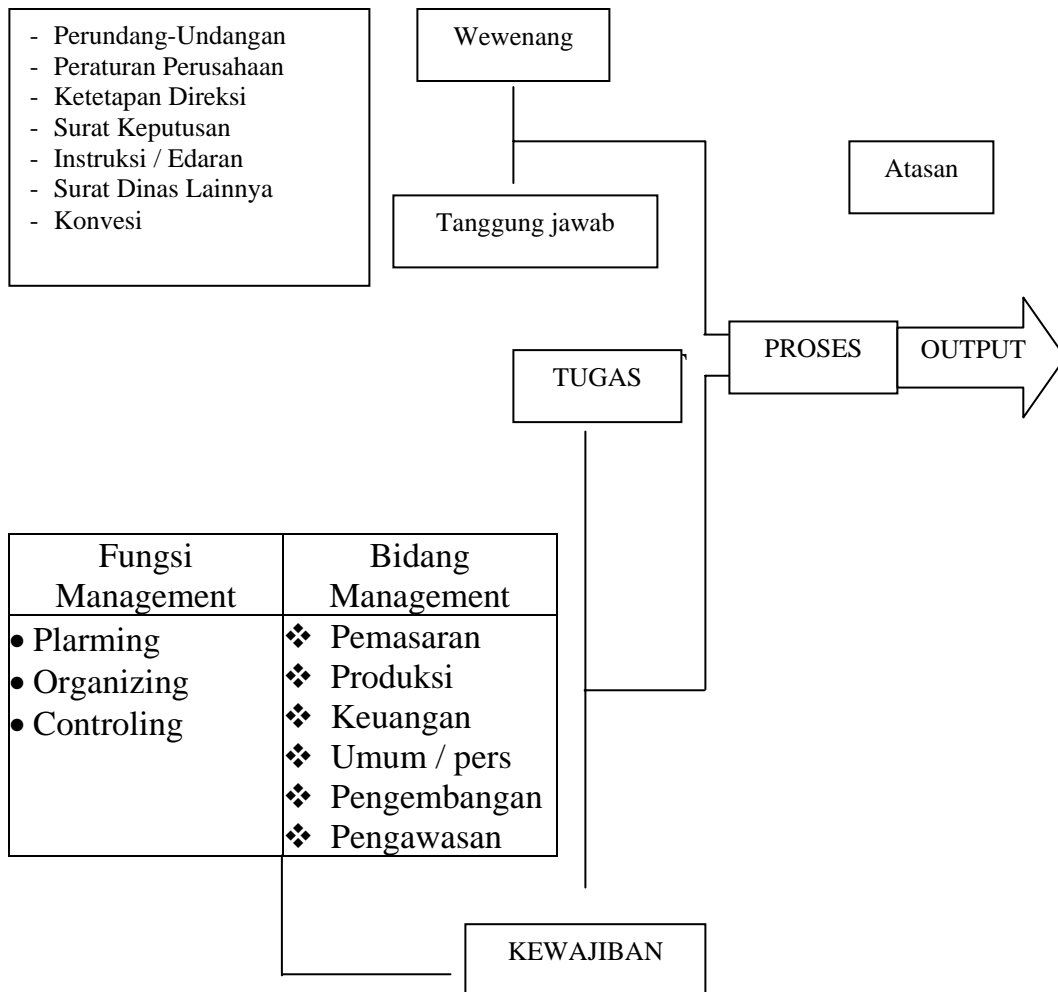 - Perundang-Undangan
- Peraturan Perusahaan
- Ketetapan Direksi
- Surat Keputusan
- Instruksi / Edaran
- Surat Dinas Lainnya
- Konvesi
Wewenang
Tanggung jawab
Atasan
TUGAS
PROSES
OUTPUT
Fungsi
Management
• Plarming
• Organizing
• Controling
Bidang
Management
❖ Pemasaran
❖ Produksi
❖ Keuangan
❖ Umum / pers
❖ Pengembangan
❖ Pengawasan
KEWAJIBAN